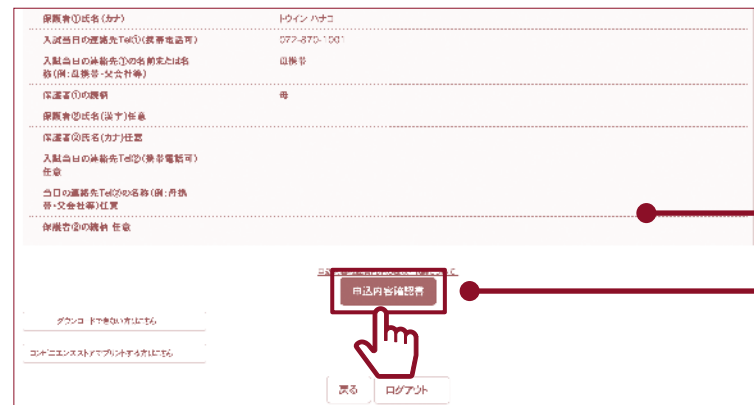 保護者①氏名(カナ) トウイン ハナコ
入試当日の連絡先Tel①(携帯電話可) 072-870-1001
入試当日の連絡先①の名前または名
称(例:母携帯・父会社等) 母携帯
保護者①の続柄 母
保護者②氏名(漢字)任意
保護者②氏名(カナ)任意
入試当日の連絡先Tel②(携帯電話可)
任意
当日の連絡先Tel②の名称(例:母携
帯・父会社等)任意
保護者②の続柄 任意
申込内容確認書
ダウンロードできない方はこちら
コンビニエンスストアでプリントする方はこちら
戻る ログアウト